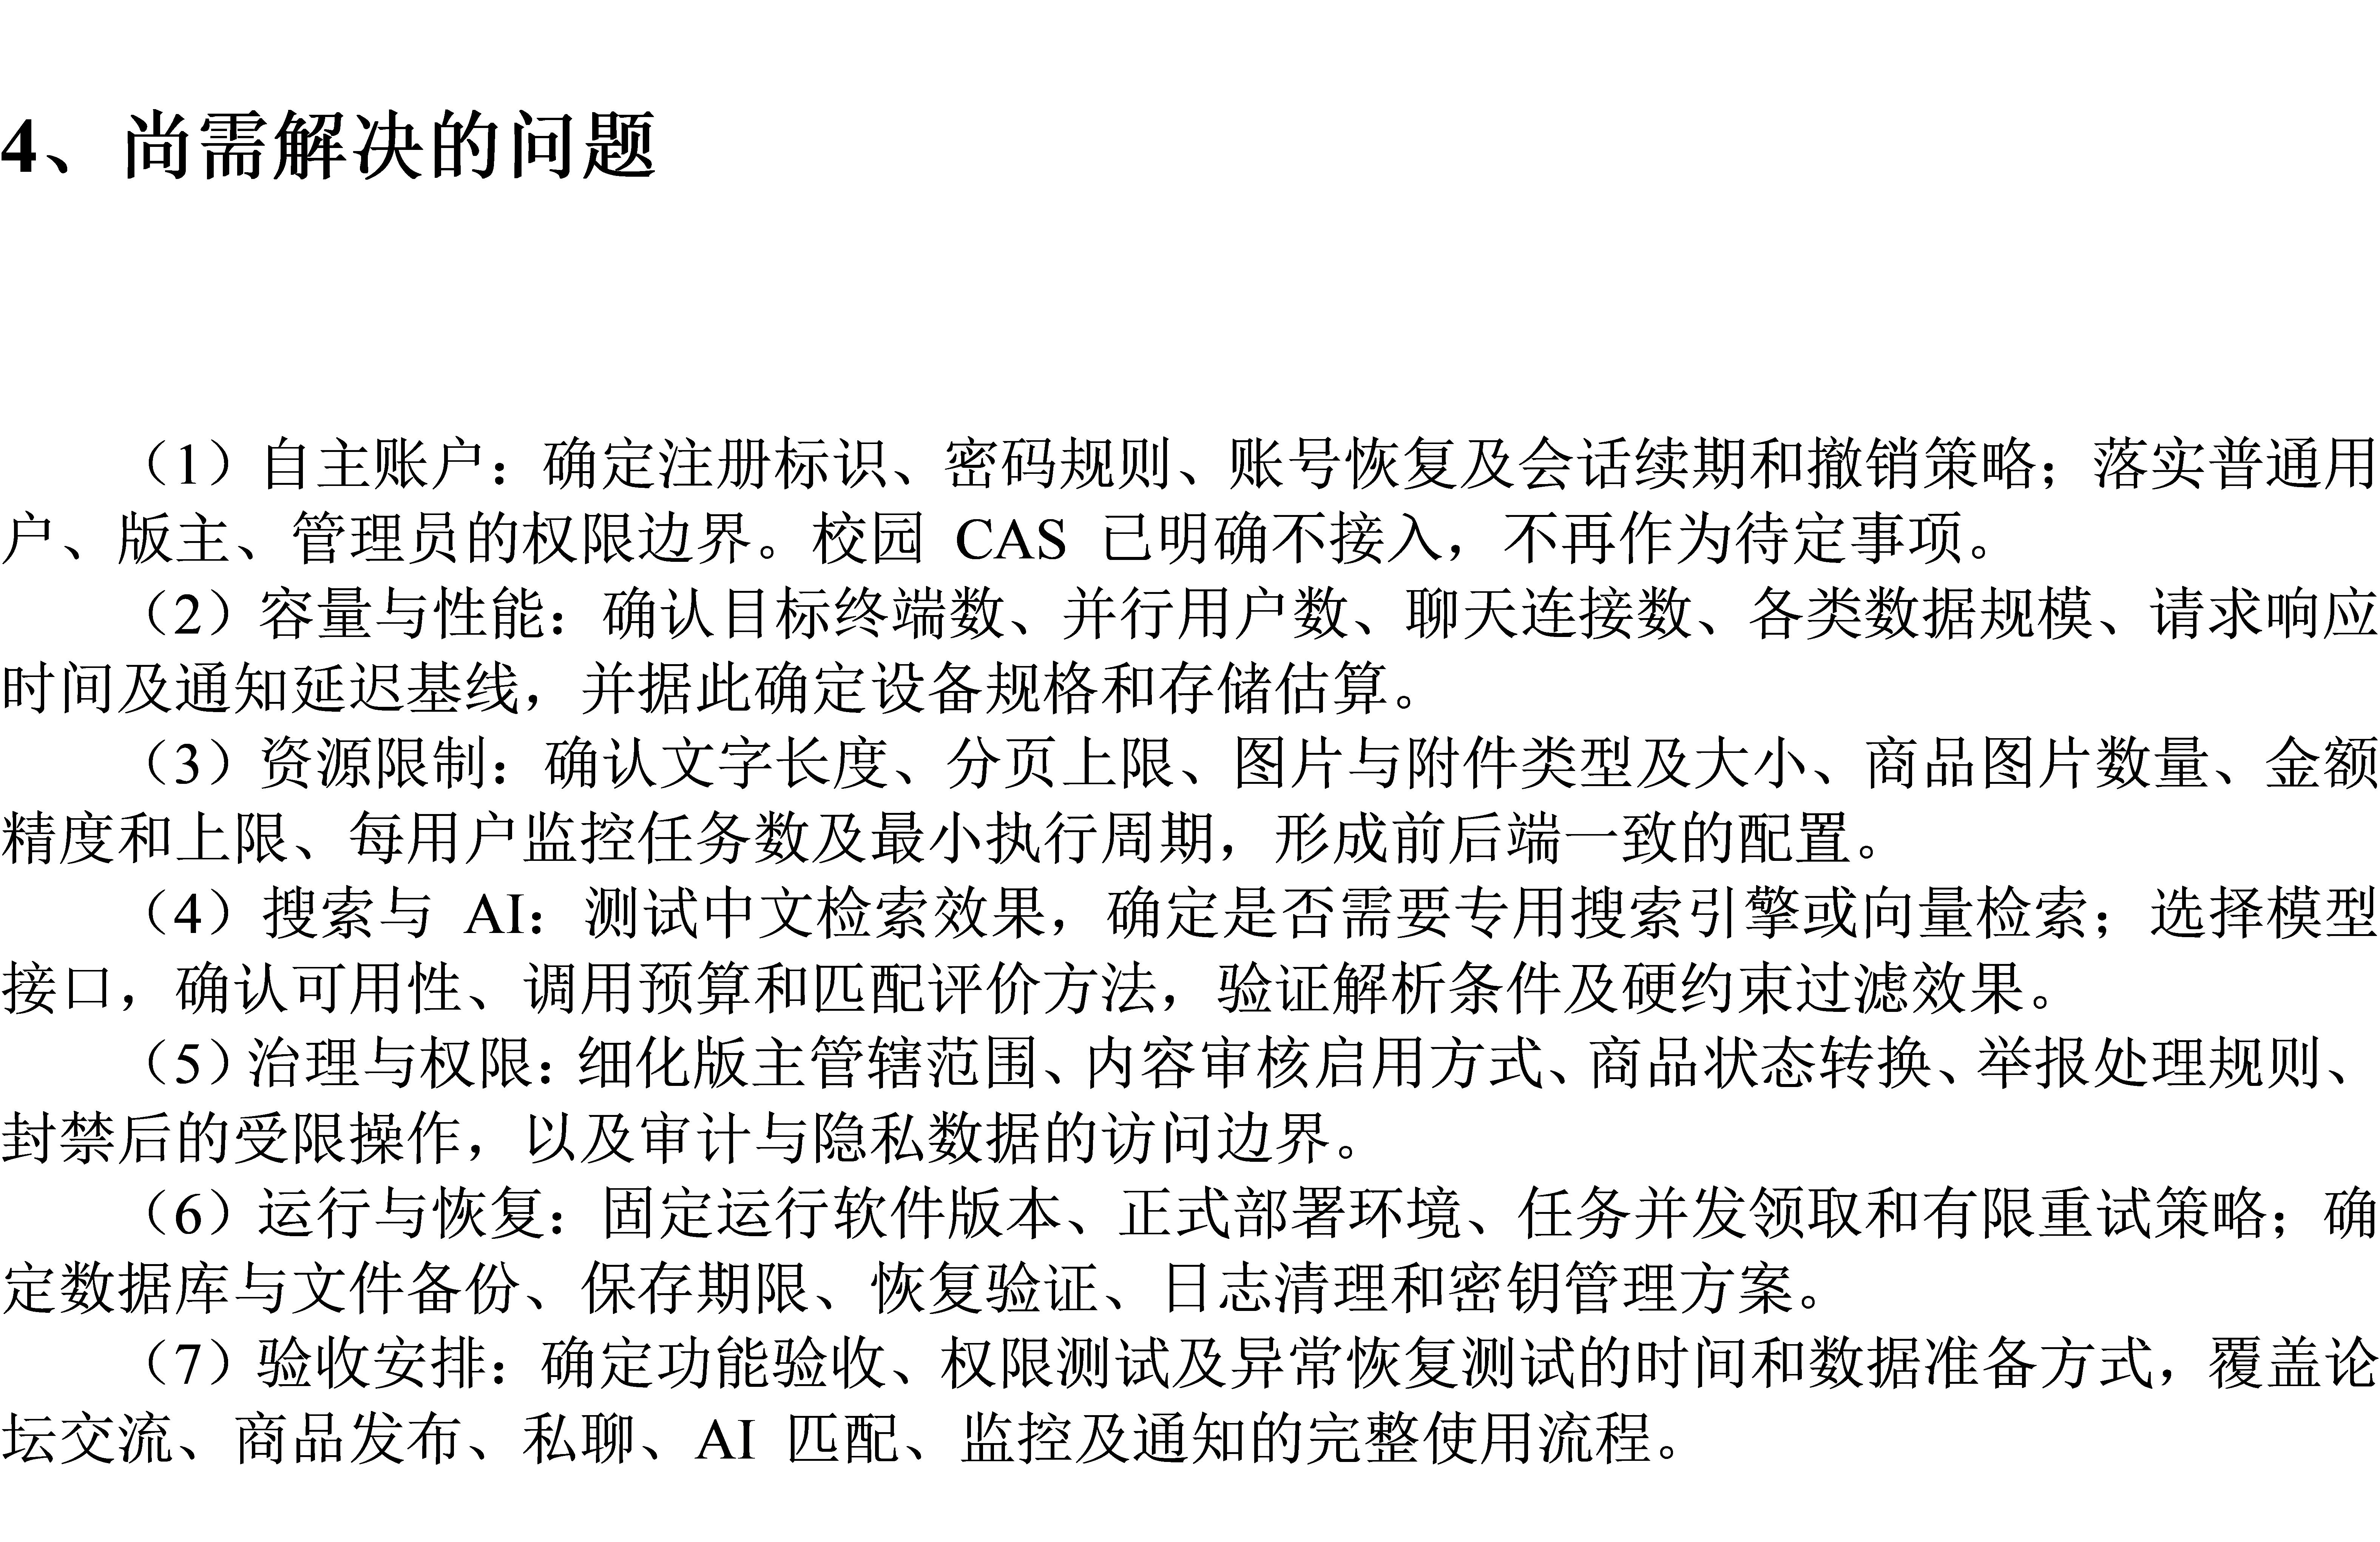 4、尚需解决的问题
（1）自主账户：确定注册标识、密码规则、账号恢复及会话续期和撤销策略；落实普通用
户、版主、管理员的权限边界。校园 CAS 已明确不接入，不再作为待定事项。
（2）容量与性能：确认目标终端数、并行用户数、聊天连接数、各类数据规模、请求响应
时间及通知延迟基线，并据此确定设备规格和存储估算。
（3）资源限制：确认文字长度、分页上限、图片与附件类型及大小、商品图片数量、金额
精度和上限、每用户监控任务数及最小执行周期，形成前后端一致的配置。
（4）搜索与 AI：测试中文检索效果，确定是否需要专用搜索引擎或向量检索；选择模型
接口，确认可用性、调用预算和匹配评价方法，验证解析条件及硬约束过滤效果。
（5）治理与权限：细化版主管辖范围、内容审核启用方式、商品状态转换、举报处理规则、
封禁后的受限操作，以及审计与隐私数据的访问边界。
（6）运行与恢复：固定运行软件版本、正式部署环境、任务并发领取和有限重试策略；确
定数据库与文件备份、保存期限、恢复验证、日志清理和密钥管理方案。
（7）验收安排：确定功能验收、权限测试及异常恢复测试的时间和数据准备方式，覆盖论
坛交流、商品发布、私聊、AI 匹配、监控及通知的完整使用流程。